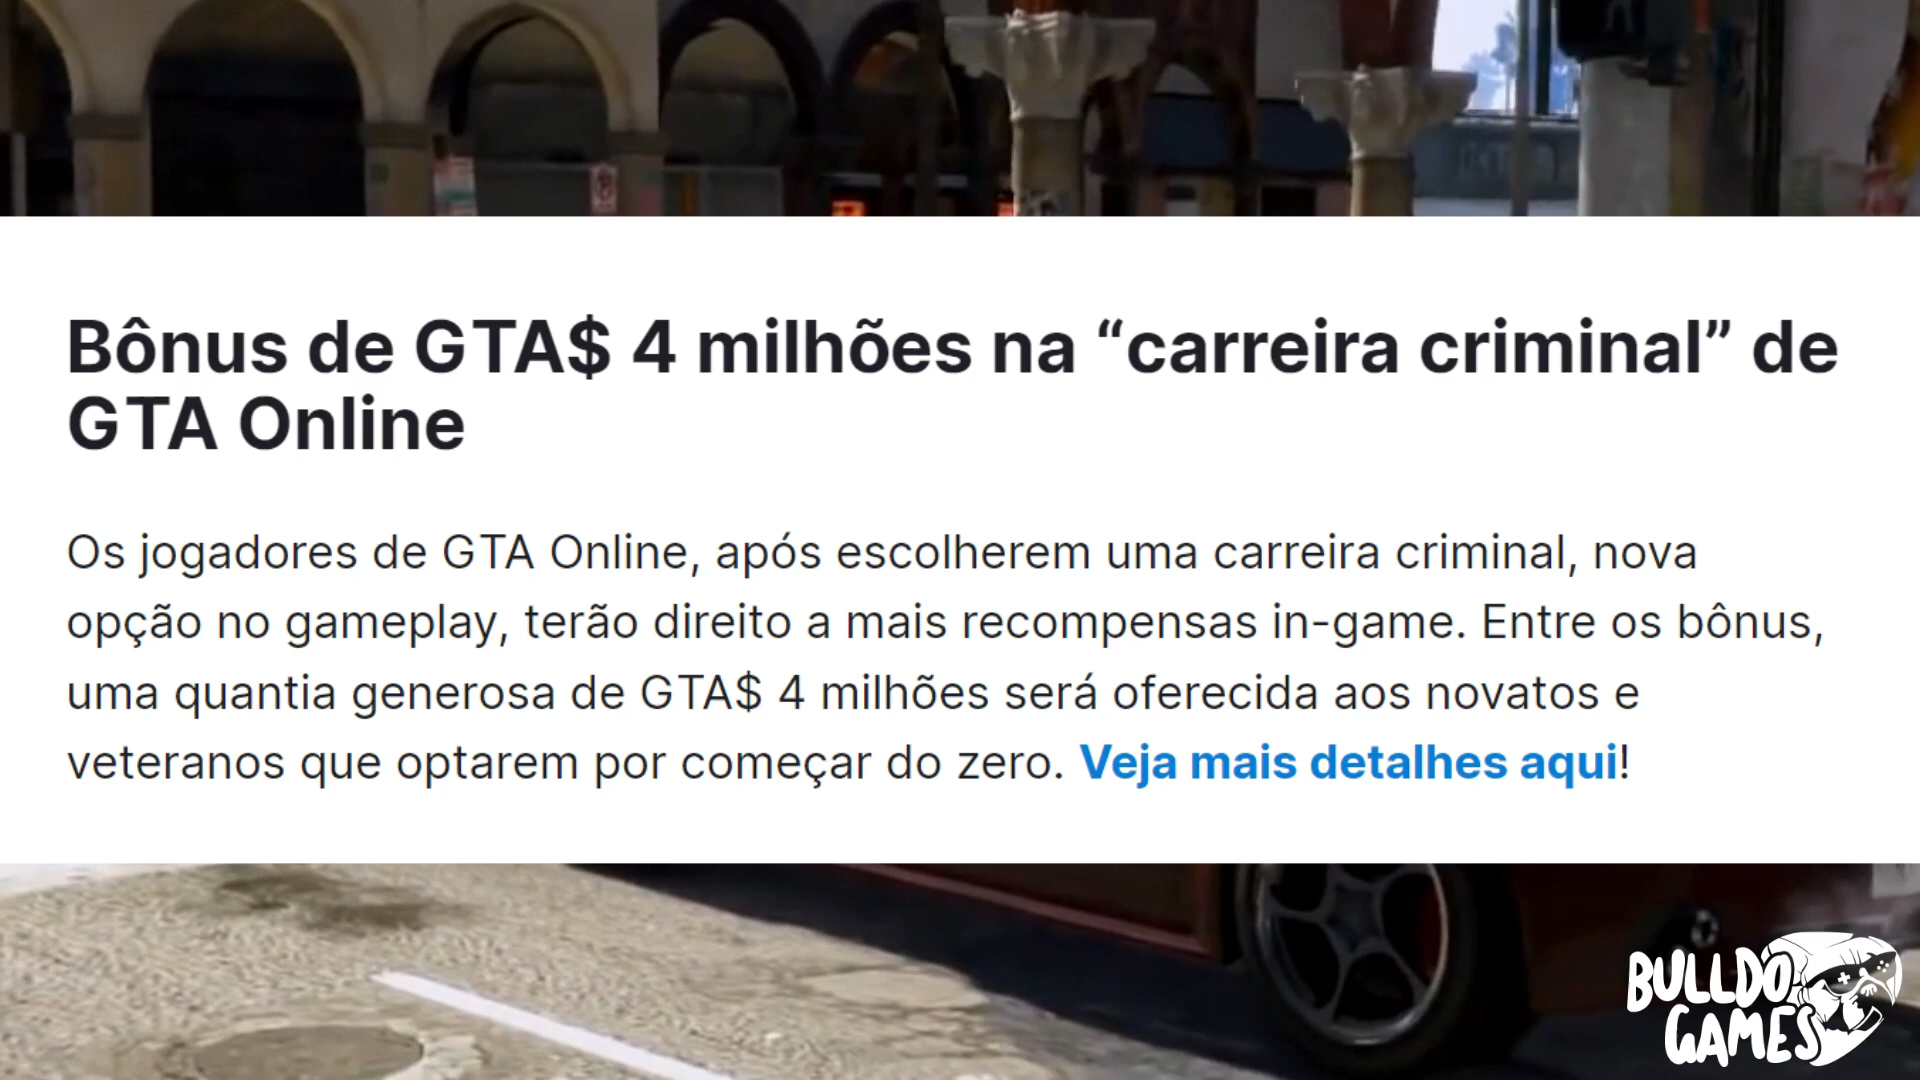 Bônus de GTA$ 4 milhões na “carreira criminal” de
GTA Online
Os jogadores de GTA Online, após escolherem uma carreira criminal, nova
opção no gameplay, terão direito a mais recompensas in-game. Entre os bônus,
uma quantia generosa de GTA$ 4 milhões será oferecida aos novatos e
veteranos que optarem por começar do zero. Veja mais detalhes aqui!
BULLDOG
GAMES